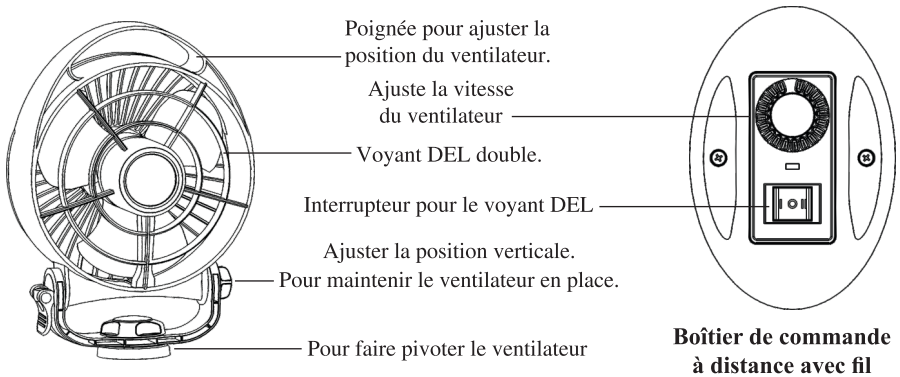 Poignée pour ajuster la
position du ventilateur.
Ajuste la vitesse
du ventilateur
Voyant DEL double.
Interrupteur pour le voyant DEL
Ajuster la position verticale.
Pour maintenir le ventilateur en place.
Pour faire pivoter le ventilateur
Boîtier de commande
à distance avec fil